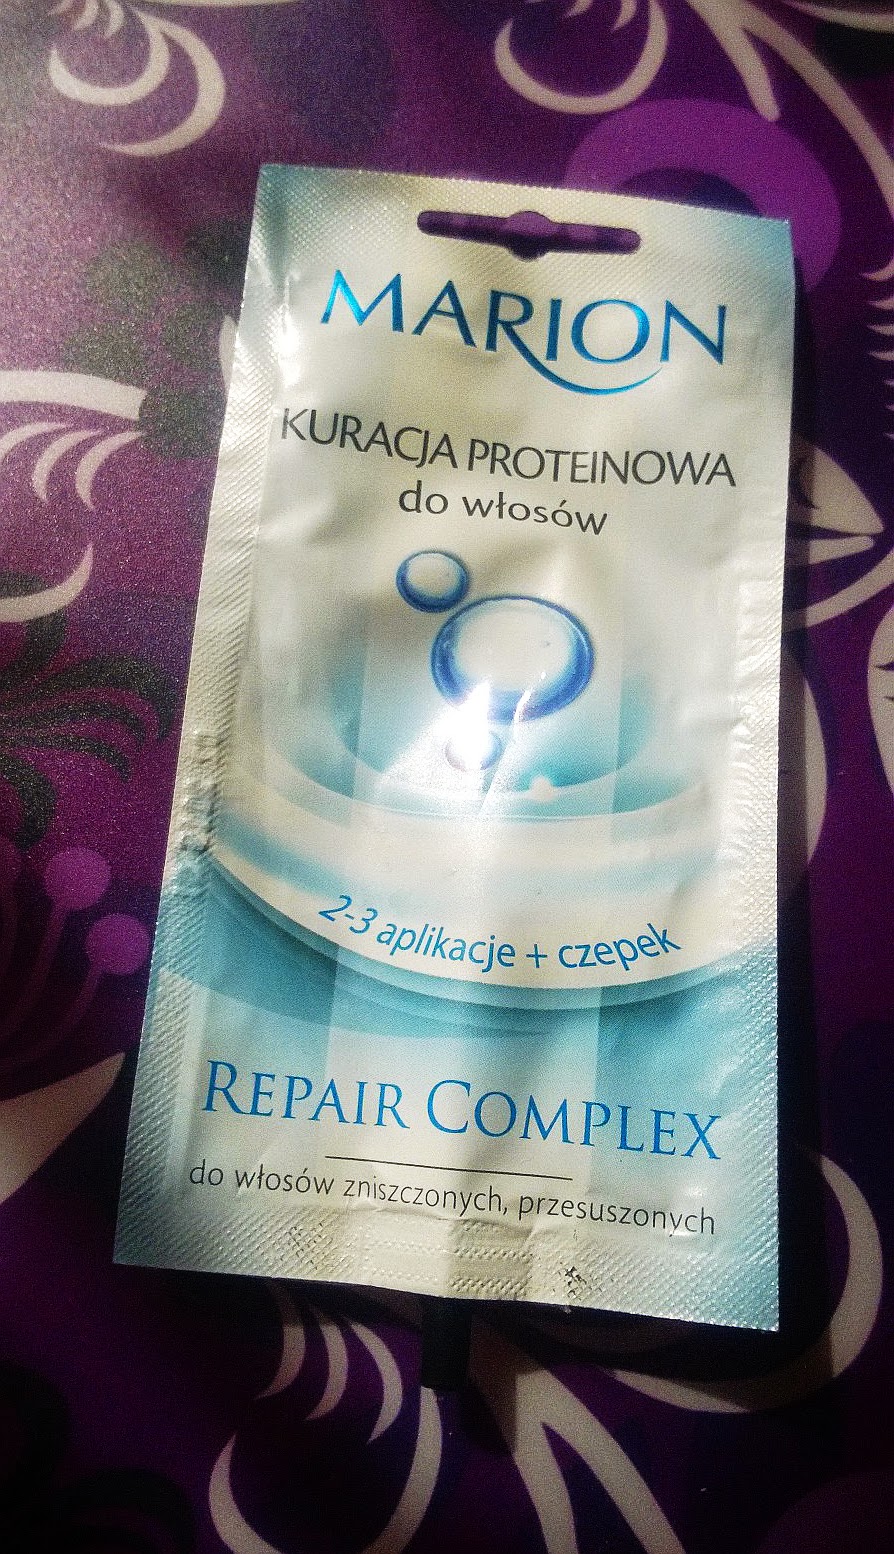 MARION
KURACJA PROTEINOWA
do włosów
2-3 aplikacje + czepek
REPAIR COMPLEX
do włosów zniszczonych, przesuszonych